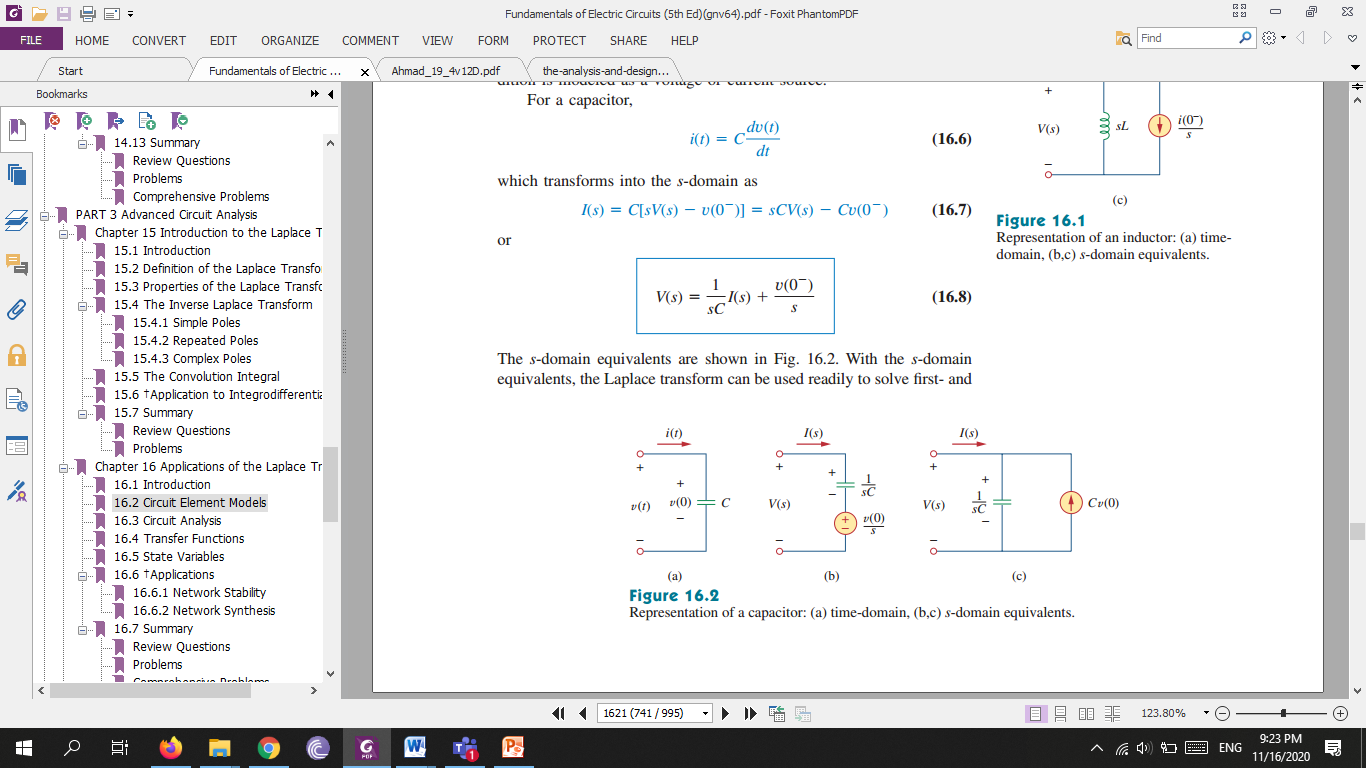 Fundamentals of Electric Circuits (5th Ed)(gnv64).pdf - Foxit PhantomPDF
FILE HOME CONVERT EDIT ORGANIZE COMMENT VIEW FORM PROTECT SHARE HELP
Find
Start
Fundamentals of Electric ...
Ahmad_19_4v12D.pdf
the-analysis-and-design...
Bookmarks
14.13 Summary
Review Questions
Problems
Comprehensive Problems
PART 3 Advanced Circuit Analysis
Chapter 15 Introduction to the Laplace T
15.1 Introduction
15.2 Definition of the Laplace Transfo
15.3 Properties of the Laplace Transfo
15.4 The Inverse Laplace Transform
15.4.1 Simple Poles
15.4.2 Repeated Poles
15.4.3 Complex Poles
15.5 The Convolution Integral
15.6 †Application to Integrodifferentia
15.7 Summary
Review Questions
Problems
Chapter 16 Applications of the Laplace Tr
16.1 Introduction
16.2 Circuit Element Models
16.3 Circuit Analysis
16.4 Transfer Functions
16.5 State Variables
16.6 †Applications
16.6.1 Network Stability
16.6.2 Network Synthesis
16.7 Summary
Review Questions
Problems
Comprehensive Problems
dition is modeled as a voltage or current source.
For a capacitor,
i(t) = C dv(t)/dt (16.6)
which transforms into the s-domain as
I(s) = C[sV(s) − v(0⁻)] = sCV(s) − Cv(0⁻) (16.7)
or
V(s) = 1/sC I(s) + v(0⁻)/s (16.8)
The s-domain equivalents are shown in Fig. 16.2. With the s-domain
equivalents, the Laplace transform can be used readily to solve first- and
+
V(s) sL i(0⁻)/s
−
(c)
Figure 16.1
Representation of an inductor: (a) time-
domain, (b,c) s-domain equivalents.
i(t)
+
+
v(t) v(0) C
−
−
(a)
I(s)
+
+
1/sC
−
V(s)
+
−
v(0)/s
−
(b)
I(s)
+
+
V(s) 1/sC Cv(0)
−
−
(c)
Figure 16.2
Representation of a capacitor: (a) time-domain, (b,c) s-domain equivalents.
1621 (741 / 995)
123.80%
PDF
1
ENG
9:23 PM
11/16/2020